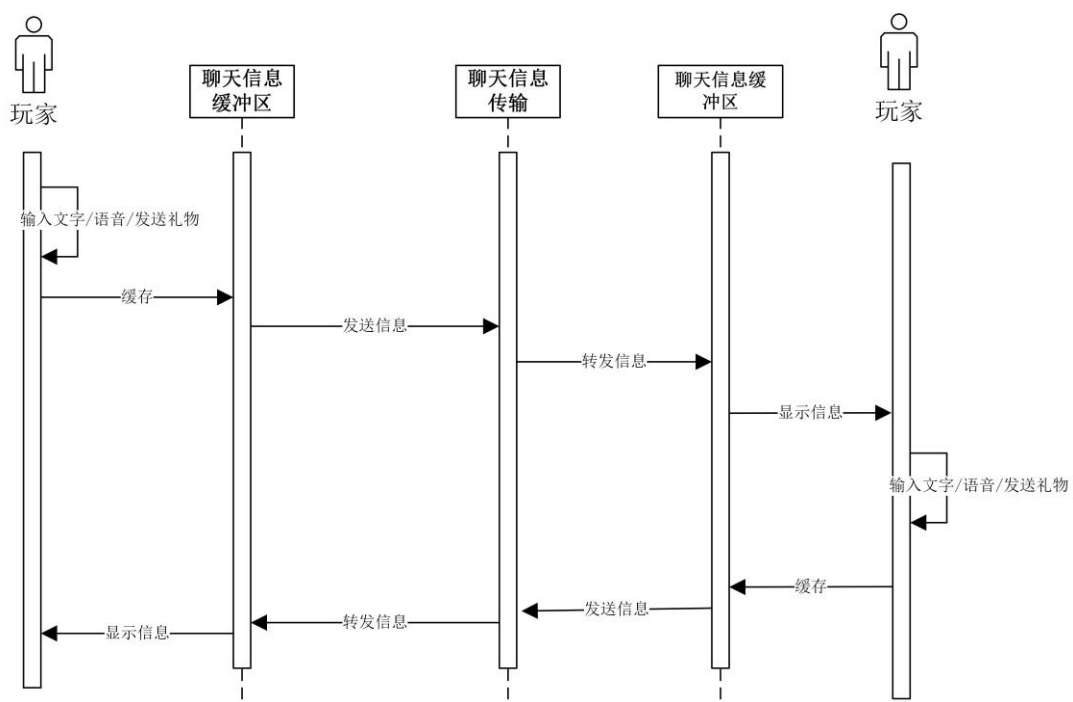 玩家
聊天信息
缓冲区
聊天信息
传输
聊天信息缓
冲区
玩家
输入文字/语音/发送礼物
缓存
发送信息
转发信息
显示信息
输入文字/语音/发送礼物
缓存
发送信息
转发信息
显示信息